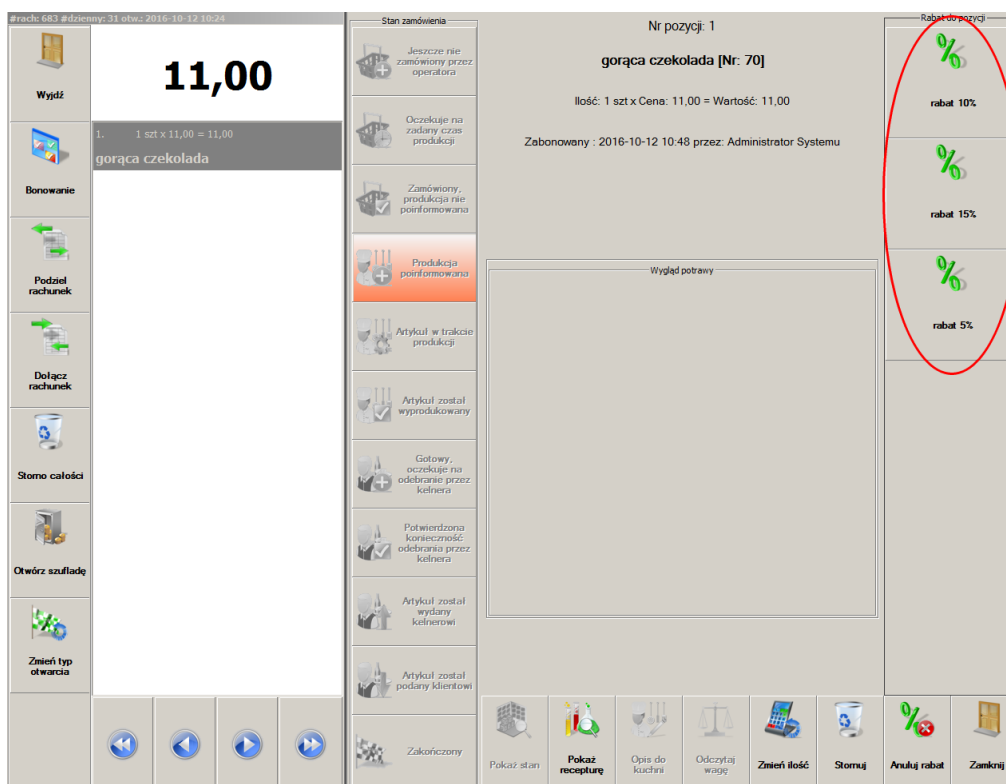 #rach: 683 #dzienny: 31 otw.: 2016-10-12 10:24
Wyjdź
Bonowanie
Podziel
rachunek
Dołącz
rachunek
Storno całości
Otwórz szufladę
Zmień typ
otwarcia
11,00
1. 1 szt x 11,00 = 11,00
gorąca czekolada
Stan zamówienia
Jeszcze nie
zamówiony przez
operatora
Oczekuje na
zadany czas
produkcji
Zamówiony,
produkcja nie
poinformowana
Produkcja
poinformowana
Artykuł w trakcie
produkcji
Artykuł został
wyprodukowany
Gotowy,
oczekuje na
odebranie przez
kelnera
Potwierdzona
konieczność
odebrania przez
kelnera
Artykuł został
wydany
kelnerowi
Artykuł został
podany klientowi
Zakończony
Nr pozycji: 1
gorąca czekolada [Nr: 70]
Ilość: 1 szt x Cena: 11,00 = Wartość: 11,00
Zabonowany : 2016-10-12 10:48 przez: Administrator Systemu
Wygląd potrawy
Rabat do pozycji
rabat 10%
rabat 15%
rabat 5%
Pokaż stan
Pokaż
recepturę
Opis do
kuchni
Odczytaj
wagę
Zmień ilość
Stornuj
Anuluj rabat
Zamknij